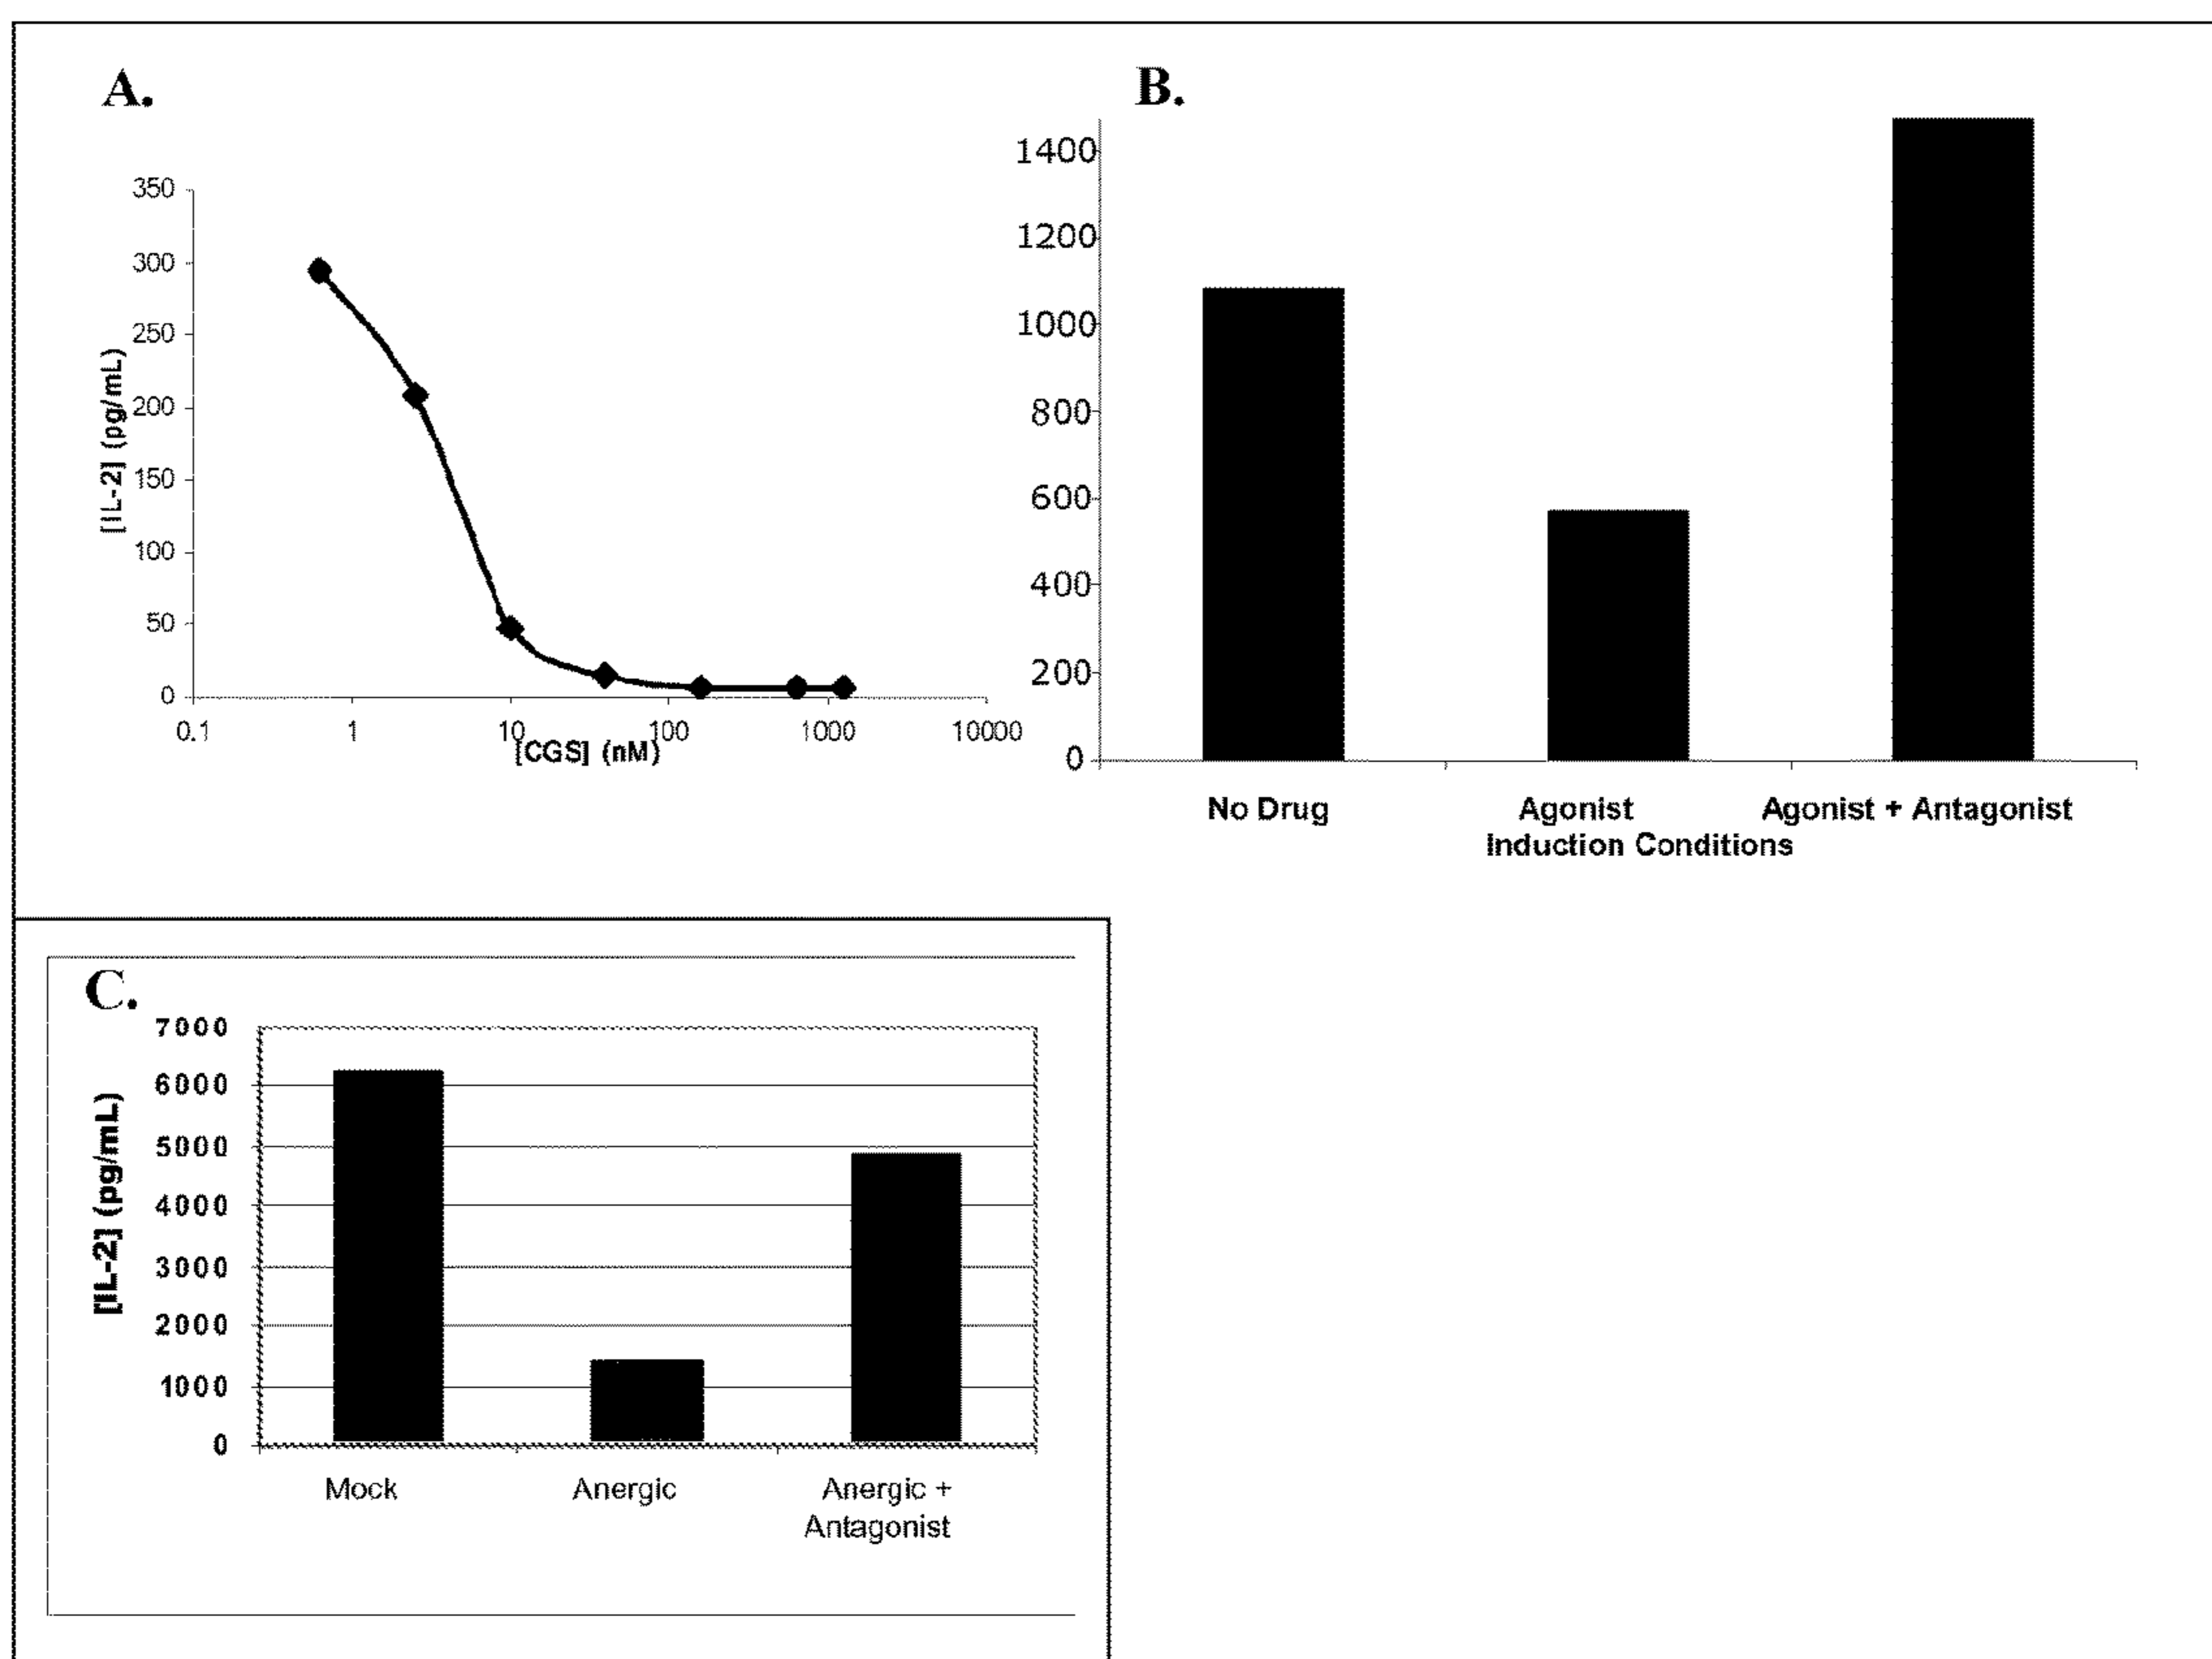 A.
350
300
250
200
150
100
50
0
[IL-2] (pg/mL)
0.1 1 10 100 1000 10000
[CGS] (nM)
B.
1400
1200
1000
800
600
400
200
0
No Drug Agonist Agonist + Antagonist
Induction Conditions
C.
7000
6000
5000
4000
3000
2000
1000
0
[IL-2] (pg/mL)
Mock Anergic Anergic +
Antagonist